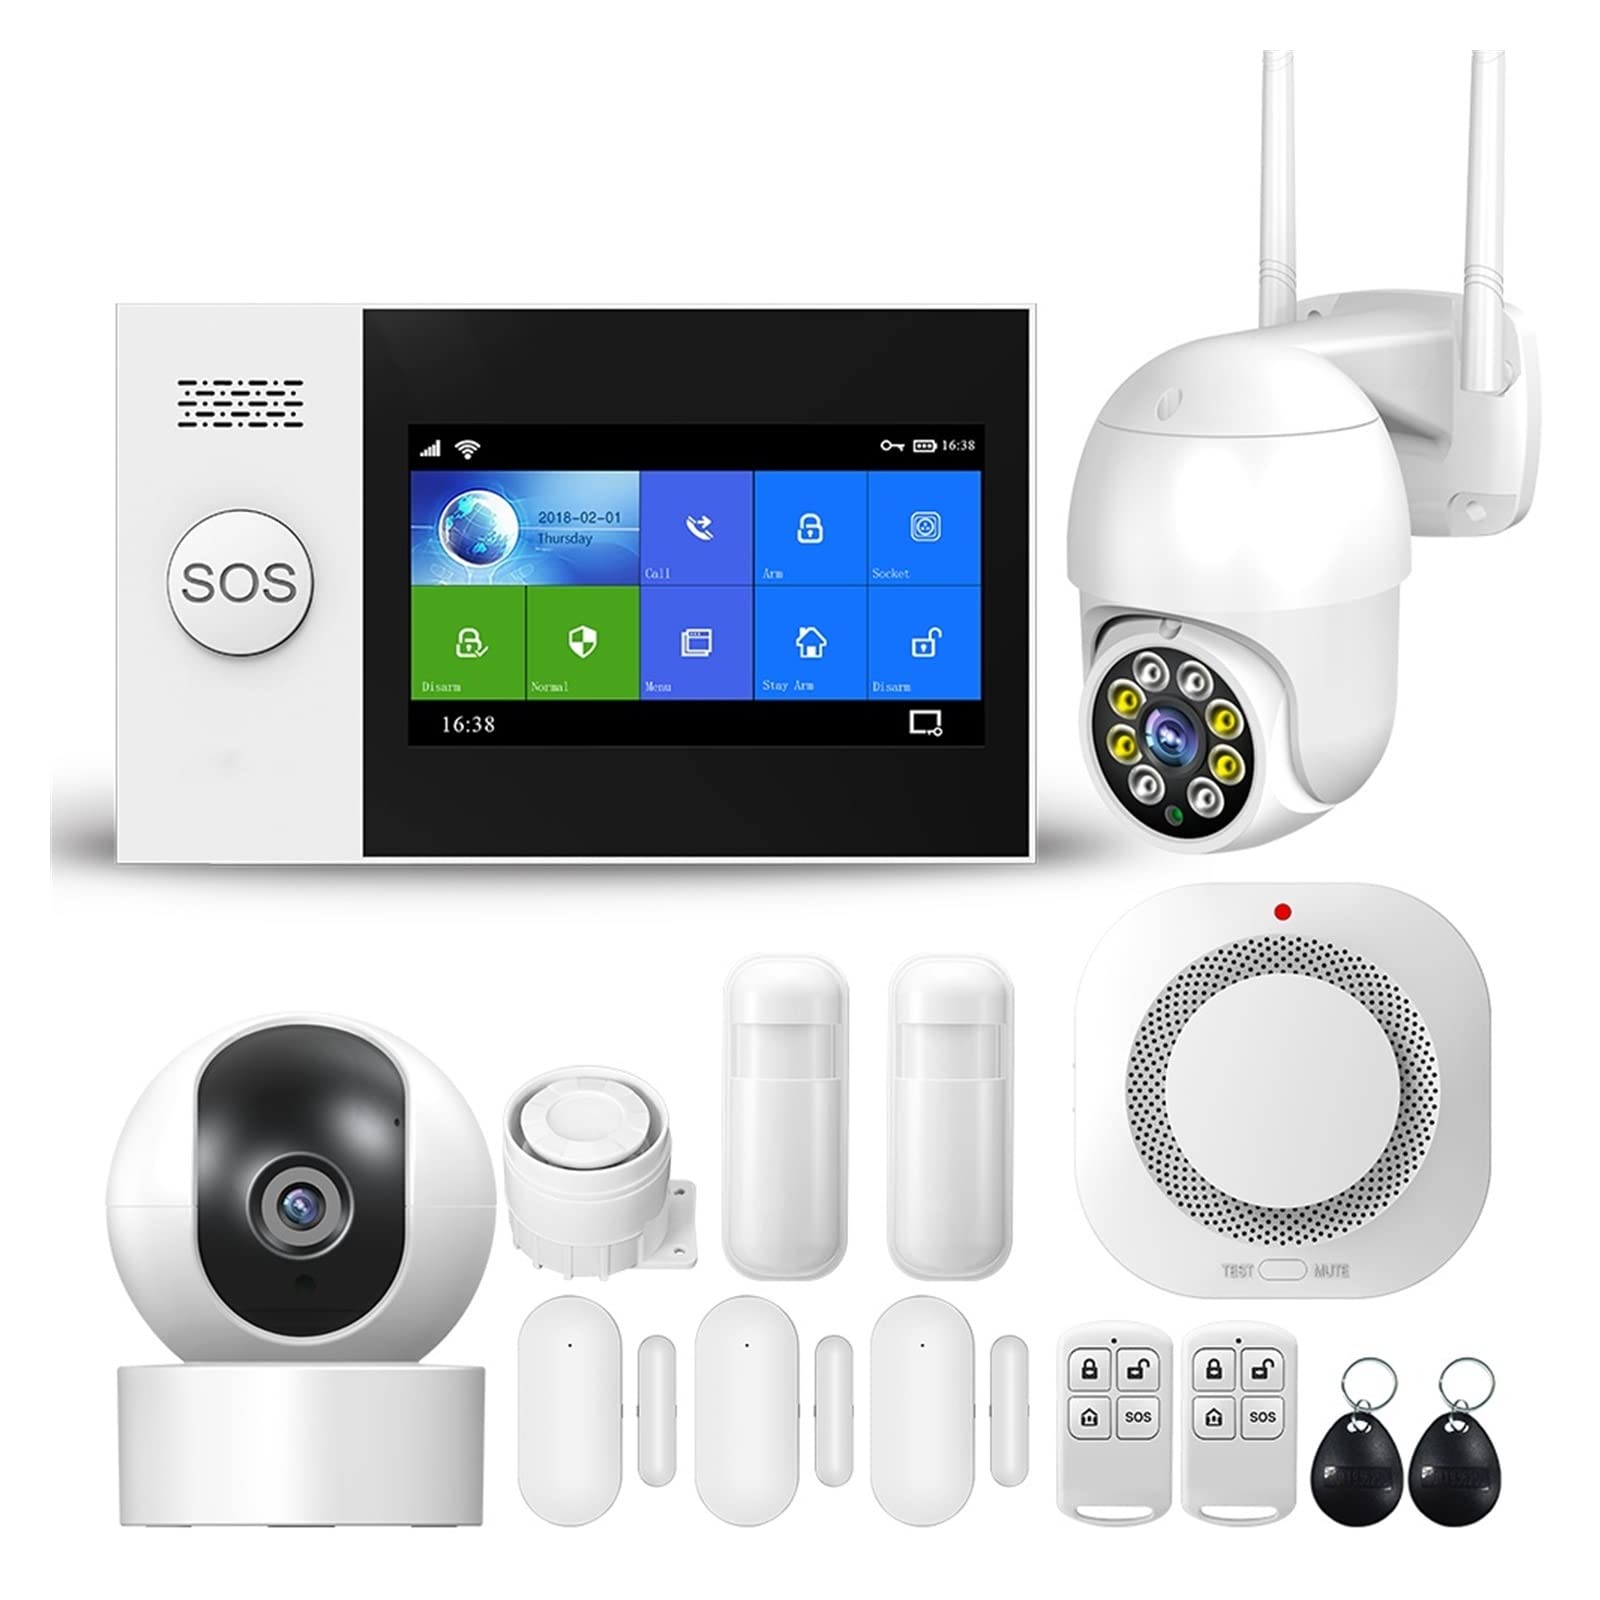 16:38
SOS
2018-02-01
Thursday
Call
Arm
Socket
Disarm
Normal
Menu
Stay Arm
Disarm
16:38
TEST MUTE
SOS
SOS